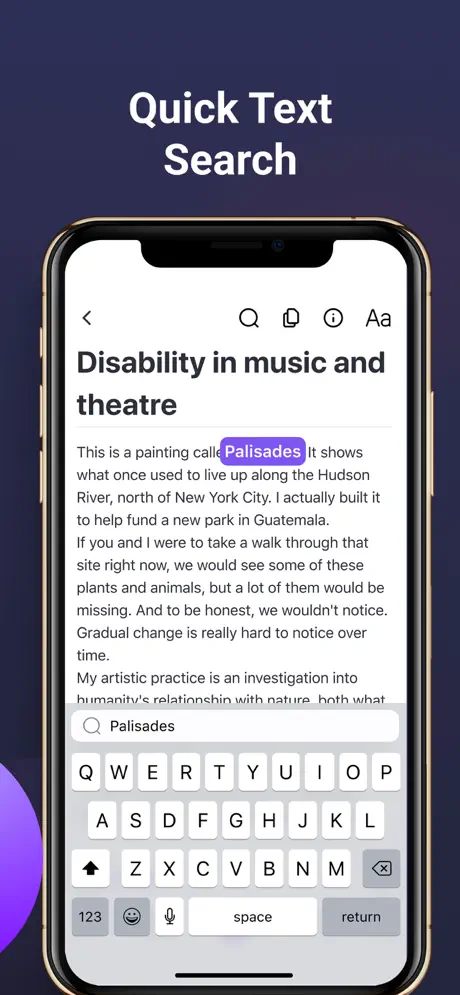 Quick Text
Search
Aa
Disability in music and
theatre
This is a painting calle Palisades It shows
what once used to live up along the Hudson
River, north of New York City. I actually built it
to help fund a new park in Guatemala.
If you and I were to take a walk through that
site right now, we would see some of these
plants and animals, but a lot of them would be
missing. And to be honest, we wouldn't notice.
Gradual change is really hard to notice over
time.
My artistic practice is an investigation into
humanity's relationship with nature, both what
Palisades
Q W E R T Y U I O P
A S D F G H J K L
Z X C V B N M
123 space return